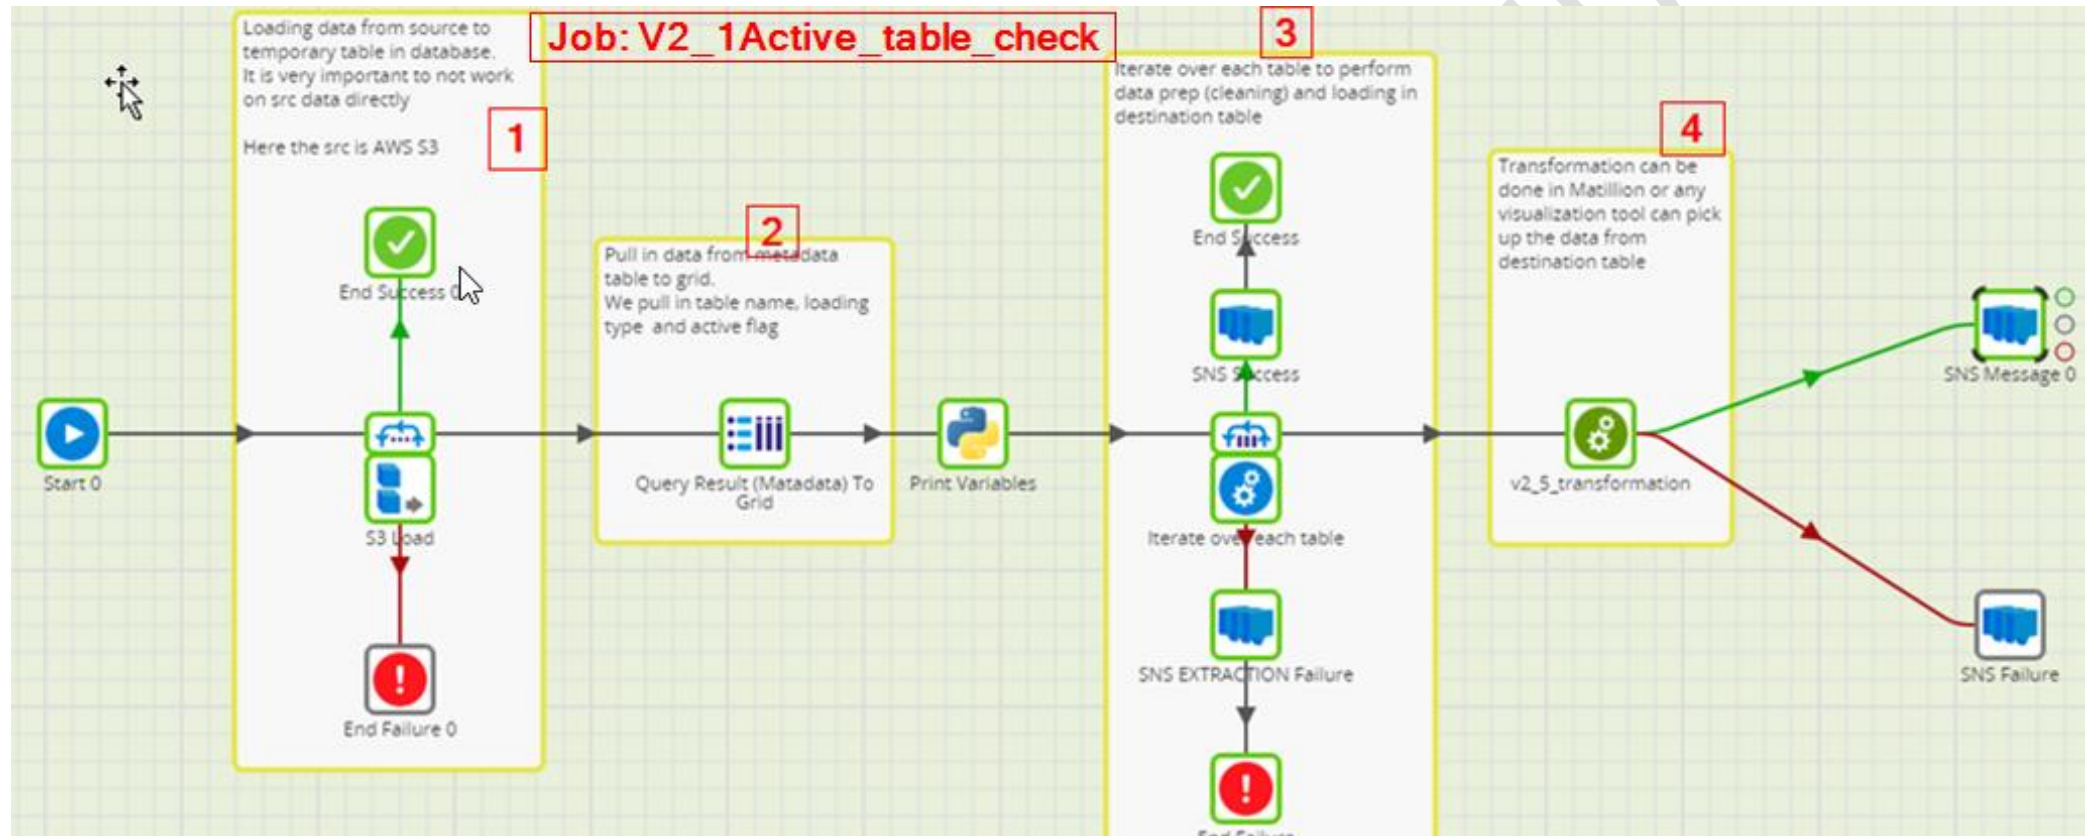 Job: V2_1Active_table_check
Loading data from source to
temporary table in database.
It is very important to not work
on src data directly
Here the src is AWS S3
1
End Success 0
Start 0
S3 Load
End Failure 0
2
Pull in data from metadata
table to grid.
We pull in table name, loading
type and active flag
Query Result (Matadata) To
Grid
Print Variables
3
Iterate over each table to perform
data prep (cleaning) and loading in
destination table
End Success
SNS Success
Iterate over each table
SNS EXTRACTION Failure
End Failure
4
Transformation can be
done in Matillion or any
visualization tool can pick
up the data from
destination table
v2_5_transformation
SNS Message 0
SNS Failure